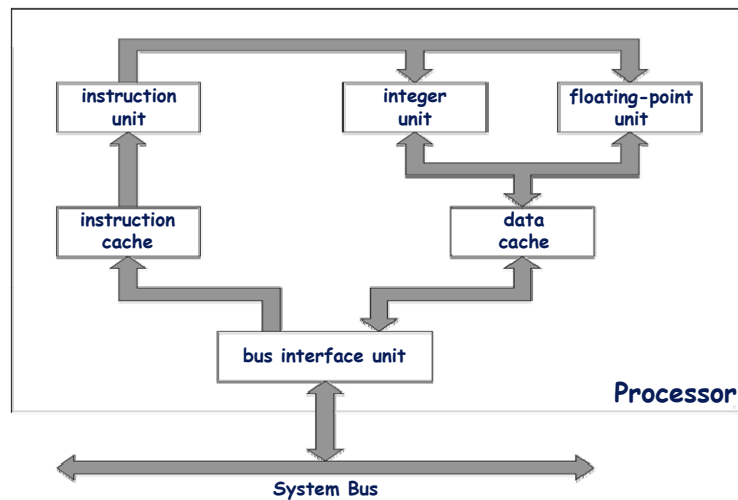 instruction
unit
integer
unit
floating-point
unit
instruction
cache
data
cache
bus interface unit
Processor
System Bus